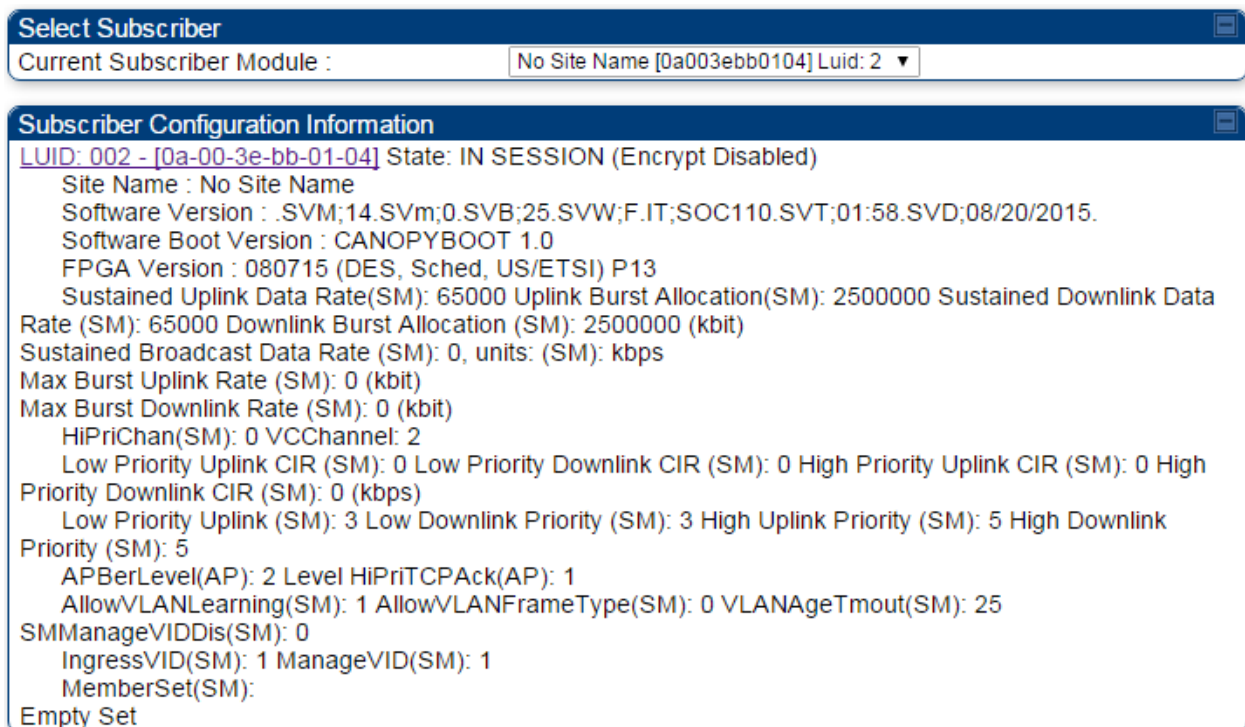 Select Subscriber
Current Subscriber Module : No Site Name [0a003ebb0104] Luid: 2
Subscriber Configuration Information
LUID: 002 - [0a-00-3e-bb-01-04] State: IN SESSION (Encrypt Disabled)
Site Name : No Site Name
Software Version : .SVM;14.SVm;0.SVB;25.SVW;F.IT;SOC110.SVT;01:58.SVD;08/20/2015.
Software Boot Version : CANOPYBOOT 1.0
FPGA Version : 080715 (DES, Sched, US/ETSI) P13
Sustained Uplink Data Rate(SM): 65000 Uplink Burst Allocation(SM): 2500000 Sustained Downlink Data
Rate (SM): 65000 Downlink Burst Allocation (SM): 2500000 (kbit)
Sustained Broadcast Data Rate (SM): 0, units: (SM): kbps
Max Burst Uplink Rate (SM): 0 (kbit)
Max Burst Downlink Rate (SM): 0 (kbit)
HiPriChan(SM): 0 VCChannel: 2
Low Priority Uplink CIR (SM): 0 Low Priority Downlink CIR (SM): 0 High Priority Uplink CIR (SM): 0 High
Priority Downlink CIR (SM): 0 (kbps)
Low Priority Uplink (SM): 3 Low Downlink Priority (SM): 3 High Uplink Priority (SM): 5 High Downlink
Priority (SM): 5
APBerLevel(AP): 2 Level HiPriTCPAck(AP): 1
AllowVLANLearning(SM): 1 AllowVLANFrameType(SM): 0 VLANAgeTmout(SM): 25
SMManageVIDDis(SM): 0
IngressVID(SM): 1 ManageVID(SM): 1
MemberSet(SM):
Empty Set